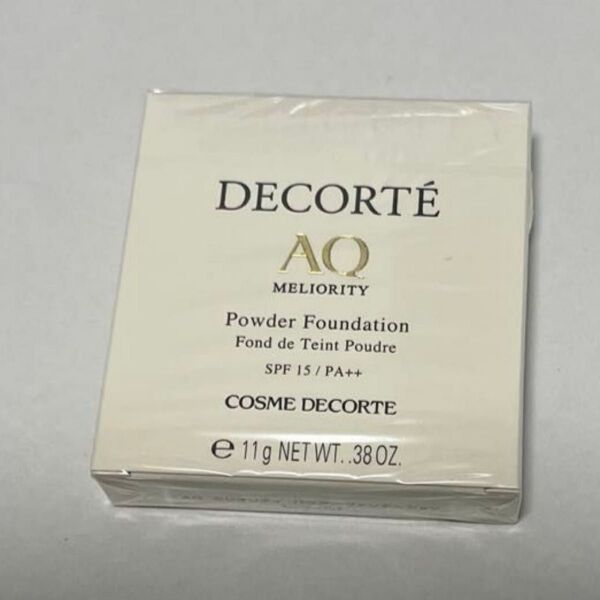 DECORTÉ
AQ
MELIORITY
Powder Foundation
Fond de Teint Poudre
SPF 15 / PA++
COSME DECORTE
℮ 11g NET WT. .38 OZ.